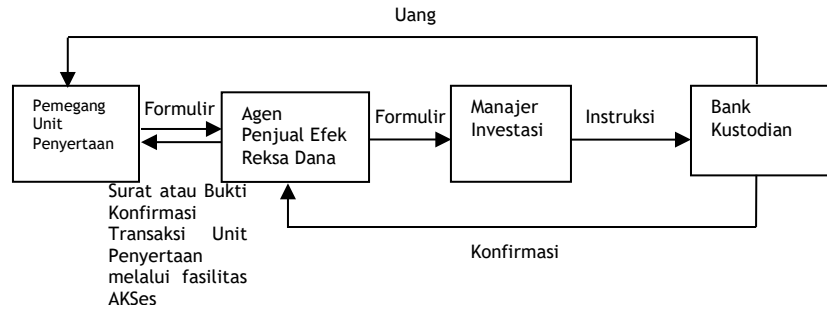 Uang
Pemegang
Unit
Penyertaan
Formulir
Agen
Penjual Efek
Reksa Dana
Formulir
Manajer
Investasi
Instruksi
Bank
Kustodian
Surat atau Bukti
Konfirmasi
Transaksi Unit
Penyertaan
melalui fasilitas
AKSes
Konfirmasi